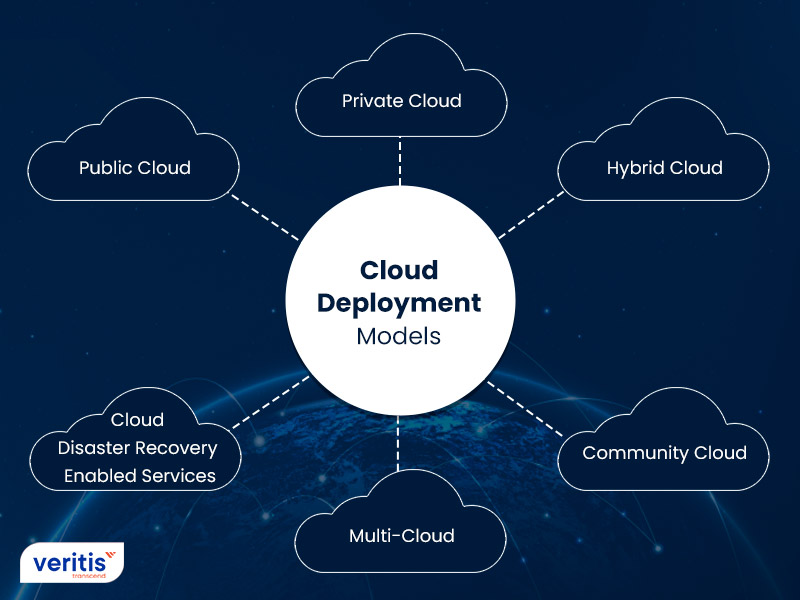 Private Cloud
Public Cloud
Hybrid Cloud
Cloud
Deployment
Models
Cloud
Disaster Recovery
Enabled Services
Community Cloud
Multi-Cloud
veritis
transcend